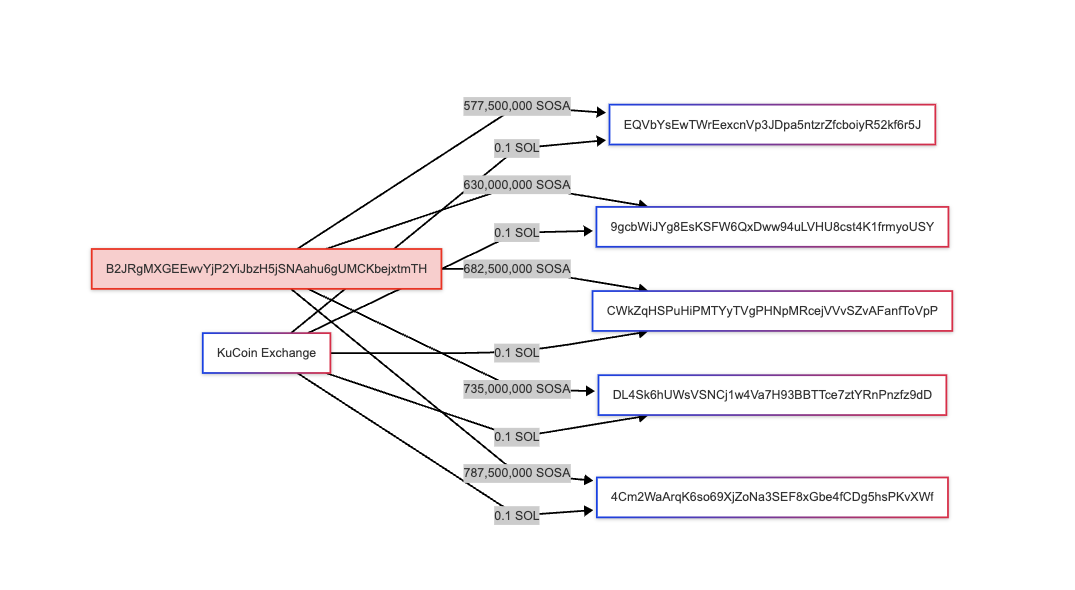 577,500,000 SOSA
EQVbYsEwTWrEexcnVp3JDpa5ntzrZfcboiyR52kf6r5J
0.1 SOL
630,000,000 SOSA
9gcbWiJYg8EsKSFW6QxDww94uLVHU8cst4K1frmyoUSY
0.1 SOL
B2JRgMXGEEwvYjP2YiJbzH5jSNAahu6gUMCKbejxtmTH
682,500,000 SOSA
CWkZqHSPuHiPMTYyTVgPHNpMRcejVVvSZvAFanfToVpP
KuCoin Exchange
0.1 SOL
735,000,000 SOSA
DL4Sk6hUWsVSNCj1w4Va7H93BBTTce7ztYRnPnzfz9dD
0.1 SOL
787,500,000 SOSA
4Cm2WaArqK6so69XjZoNa3SEF8xGbe4fCDg5hsPKvXWf
0.1 SOL